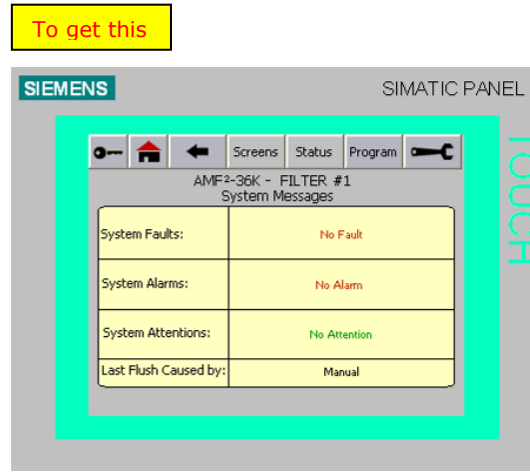 To get this
SIEMENS
SIMATIC PANEL
TOUCH
Screens
Status
Program
AMF²-36K - FILTER #1
System Messages
System Faults:
No Fault
System Alarms:
No Alarm
System Attentions:
No Attention
Last Flush Caused by:
Manual